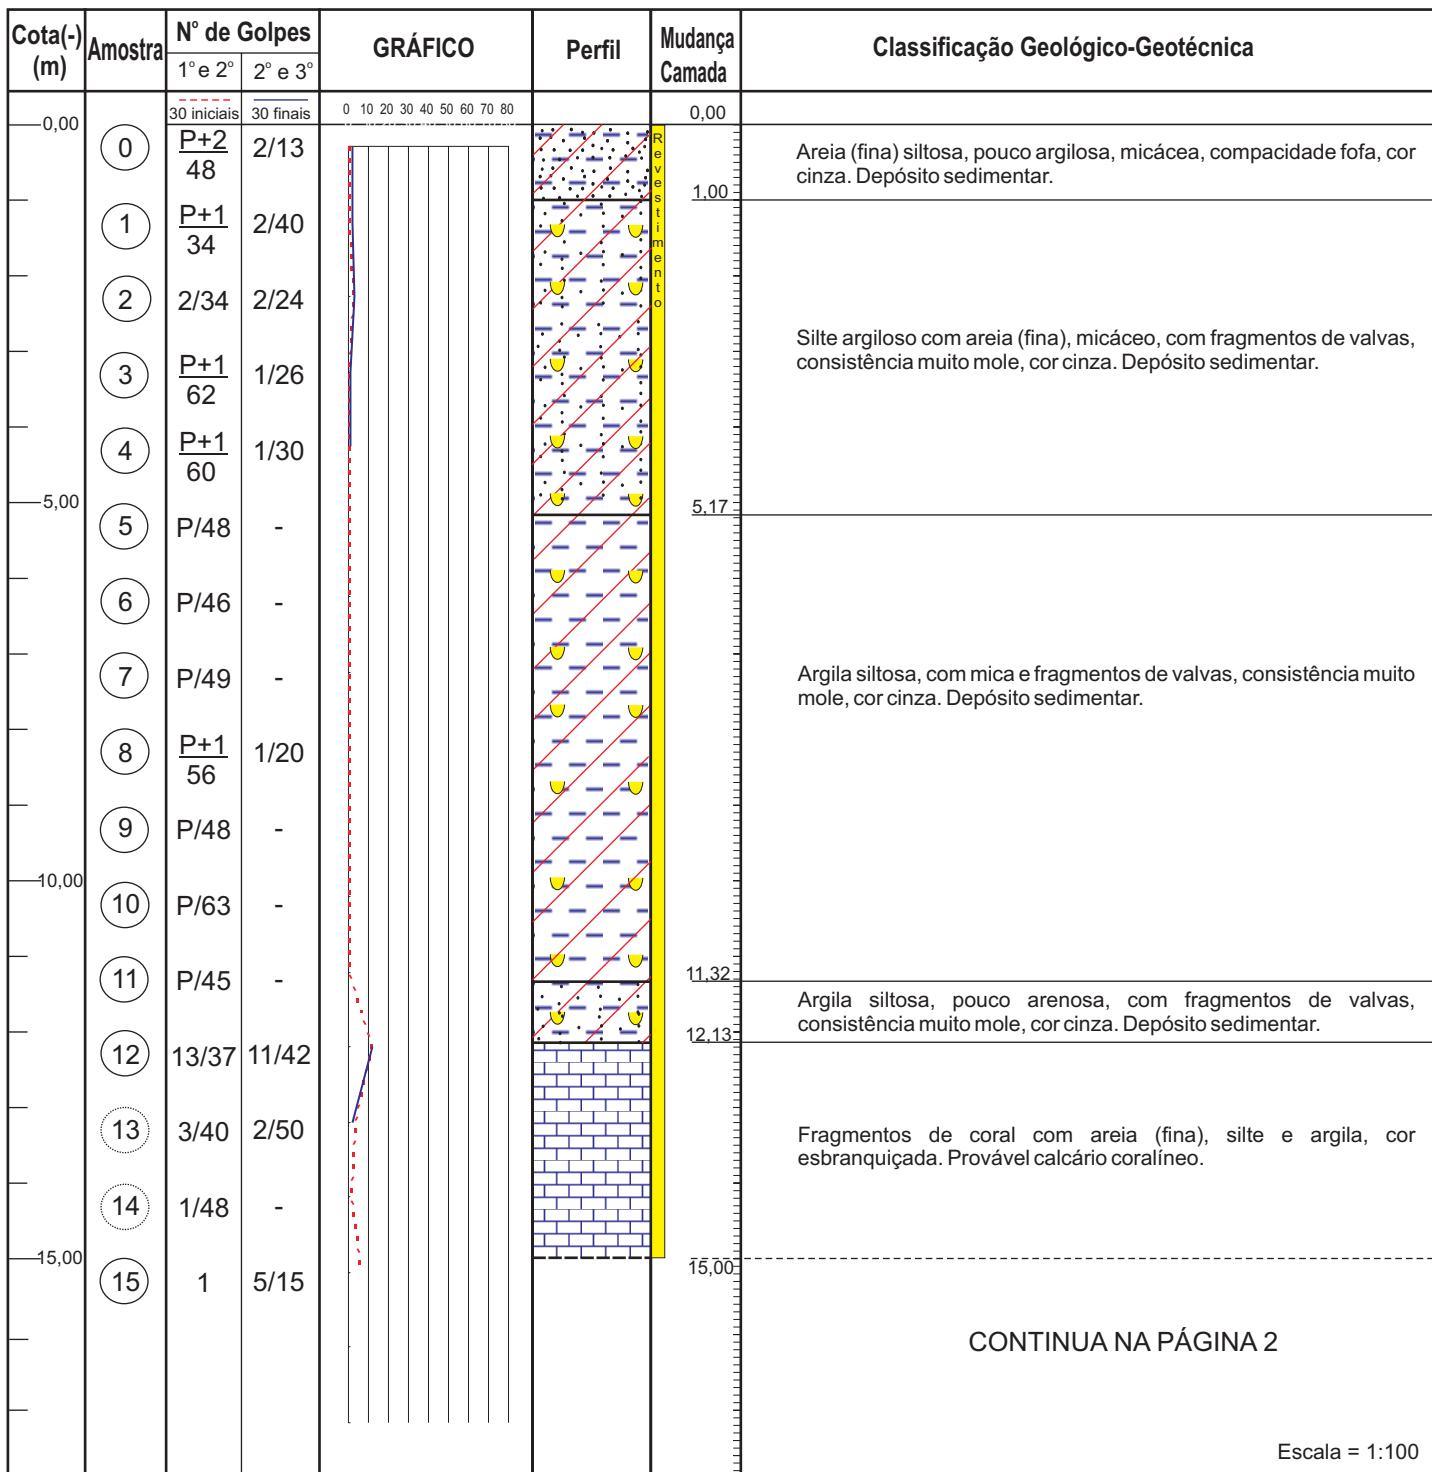 Cota(-) (m)
Amostra
N° de Golpes
1° e 2°
2° e 3°
GRÁFICO
Perfil
Mudança Camada
Classificação Geológico-Geotécnica
30 iniciais
30 finais
0 10 20 30 40 50 60 70 80
0,00
0,00
Revestimento
0 P+2/48 2/13
Areia (fina) siltosa, pouco argilosa, micácea, compacidade fofa, cor
cinza. Depósito sedimentar.
1,00
1 P+1/34 2/40
2 2/34 2/24
Silte argiloso com areia (fina), micáceo, com fragmentos de valvas,
consistência muito mole, cor cinza. Depósito sedimentar.
3 P+1/62 1/26
4 P+1/60 1/30
5,00
5,17
5 P/48 -
6 P/46 -
7 P/49 -
Argila siltosa, com mica e fragmentos de valvas, consistência muito
mole, cor cinza. Depósito sedimentar.
8 P+1/56 1/20
9 P/48 -
10,00
10 P/63 -
11 P/45 -
11,32
Argila siltosa, pouco arenosa, com fragmentos de valvas,
consistência muito mole, cor cinza. Depósito sedimentar.
12,13
12 13/37 11/42
13 3/40 2/50
Fragmentos de coral com areia (fina), silte e argila, cor
esbranquiçada. Provável calcário coralíneo.
14 1/48 -
15,00
15,00
15 1 5/15
CONTINUA NA PÁGINA 2
Escala = 1:100